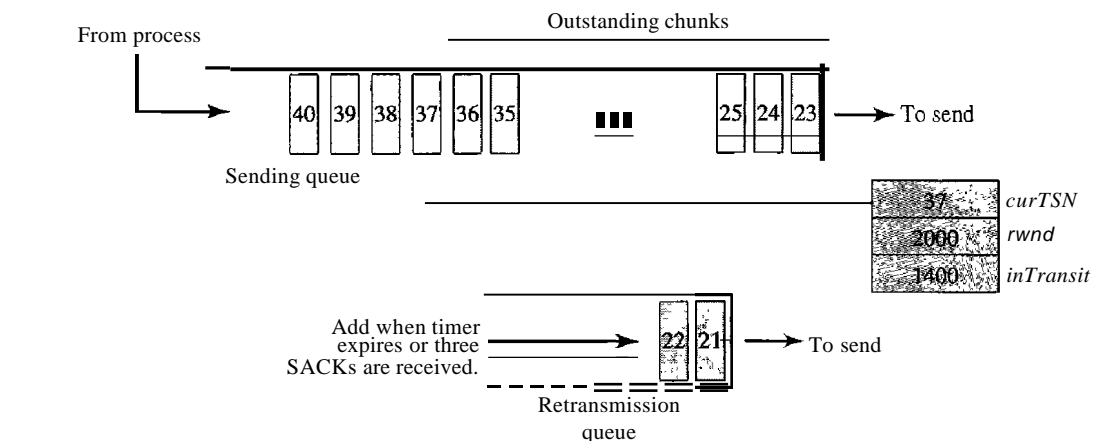 Outstanding chunks
From process
40 39 38 37 36 35 25 24 23
To send
Sending queue
37 curTSN
2000 rwnd
1400 inTransit
Add when timer
expires or three
SACKs are received.
22 21
To send
Retransmission
queue